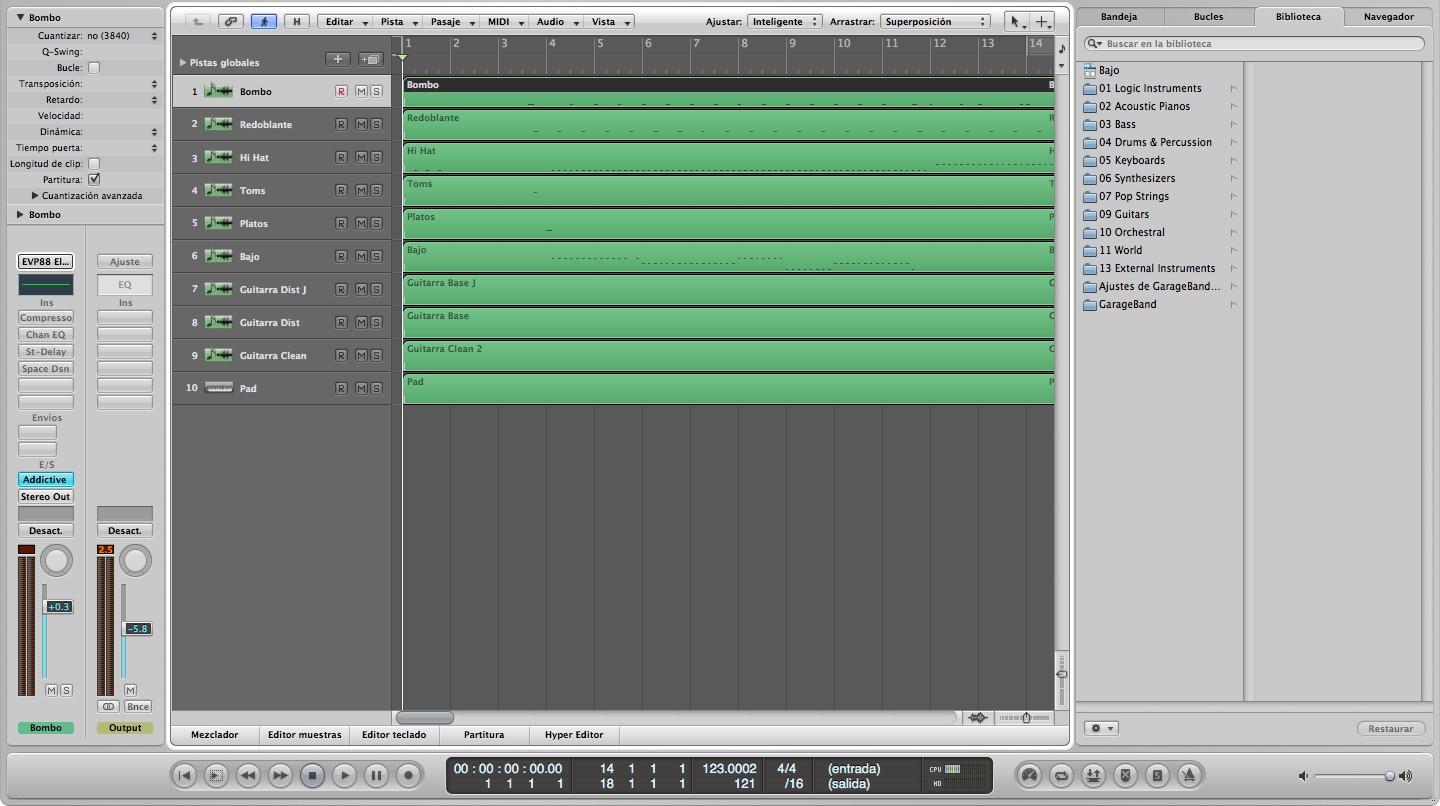 Bombo
Cuantizar: no (3840)
Q-Swing:
Bucle:
Transposición:
Retardo:
Velocidad:
Dinámica:
Tiempo puerta:
Longitud de clip:
Partitura:
Cuantización avanzada
Bombo
EVP88 El... Ajuste
EQ
Ins Ins
Compresso
Chan EQ
St-Delay
Space Dsn
Envíos
E/S
Addictive
Stereo Out
Desact. Desact.
2.5
+0.3
-5.8
M S M
Bnce
Bombo Output
H Editar Pista Pasaje MIDI Audio Vista Ajustar: Inteligente Arrastrar: Superposición
1 2 3 4 5 6 7 8 9 10 11 12 13 14
Pistas globales
1 Bombo R M S
2 Redoblante R M S
3 Hi Hat R M S
4 Toms R M S
5 Platos R M S
6 Bajo R M S
7 Guitarra Dist J R M S
8 Guitarra Dist R M S
9 Guitarra Clean R M S
10 Pad R M S
Bombo B
Redoblante R
Hi Hat H
Toms T
Platos P
Bajo B
Guitarra Base J G
Guitarra Base G
Guitarra Clean 2 G
Pad P
Mezclador Editor muestras Editor teclado Partitura Hyper Editor
Bandeja Bucles Biblioteca Navegador
Buscar en la biblioteca
Bajo
01 Logic Instruments
02 Acoustic Pianos
03 Bass
04 Drums & Percussion
05 Keyboards
06 Synthesizers
07 Pop Strings
09 Guitars
10 Orchestral
11 World
13 External Instruments
Ajustes de GarageBand...
GarageBand
Restaurar
00 : 00 : 00 : 00.00 14 1 1 1 123.0002 4/4 (entrada) CPU
1 1 1 1 18 1 1 1 121 /16 (salida) HD
S